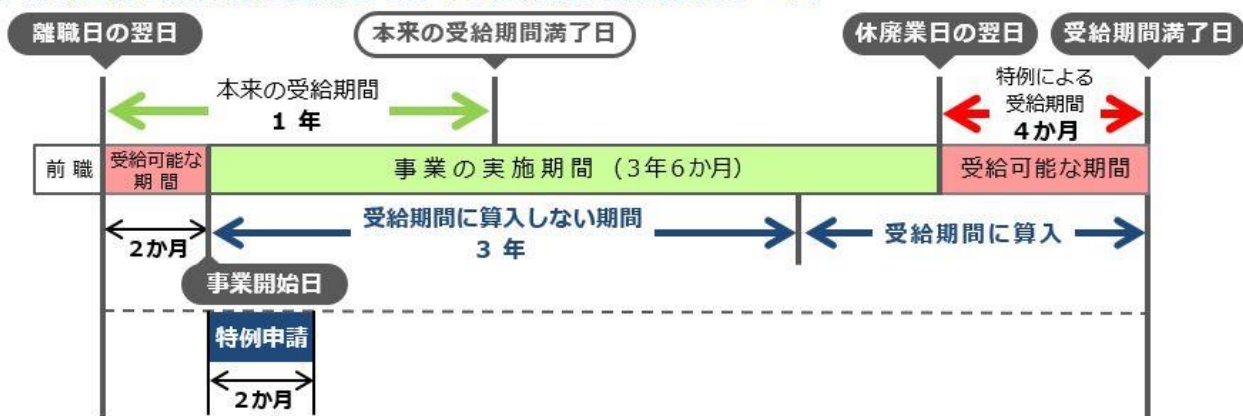 離職日の翌日
本来の受給期間満了日
休廃業日の翌日
受給期間満了日
本来の受給期間
1 年
特例による
受給期間
4か月
前職
受給可能な
期間
事業の実施期間（3年6か月）
受給可能な期間
2か月
受給期間に算入しない期間
3 年
受給期間に算入
事業開始日
特例申請
2か月